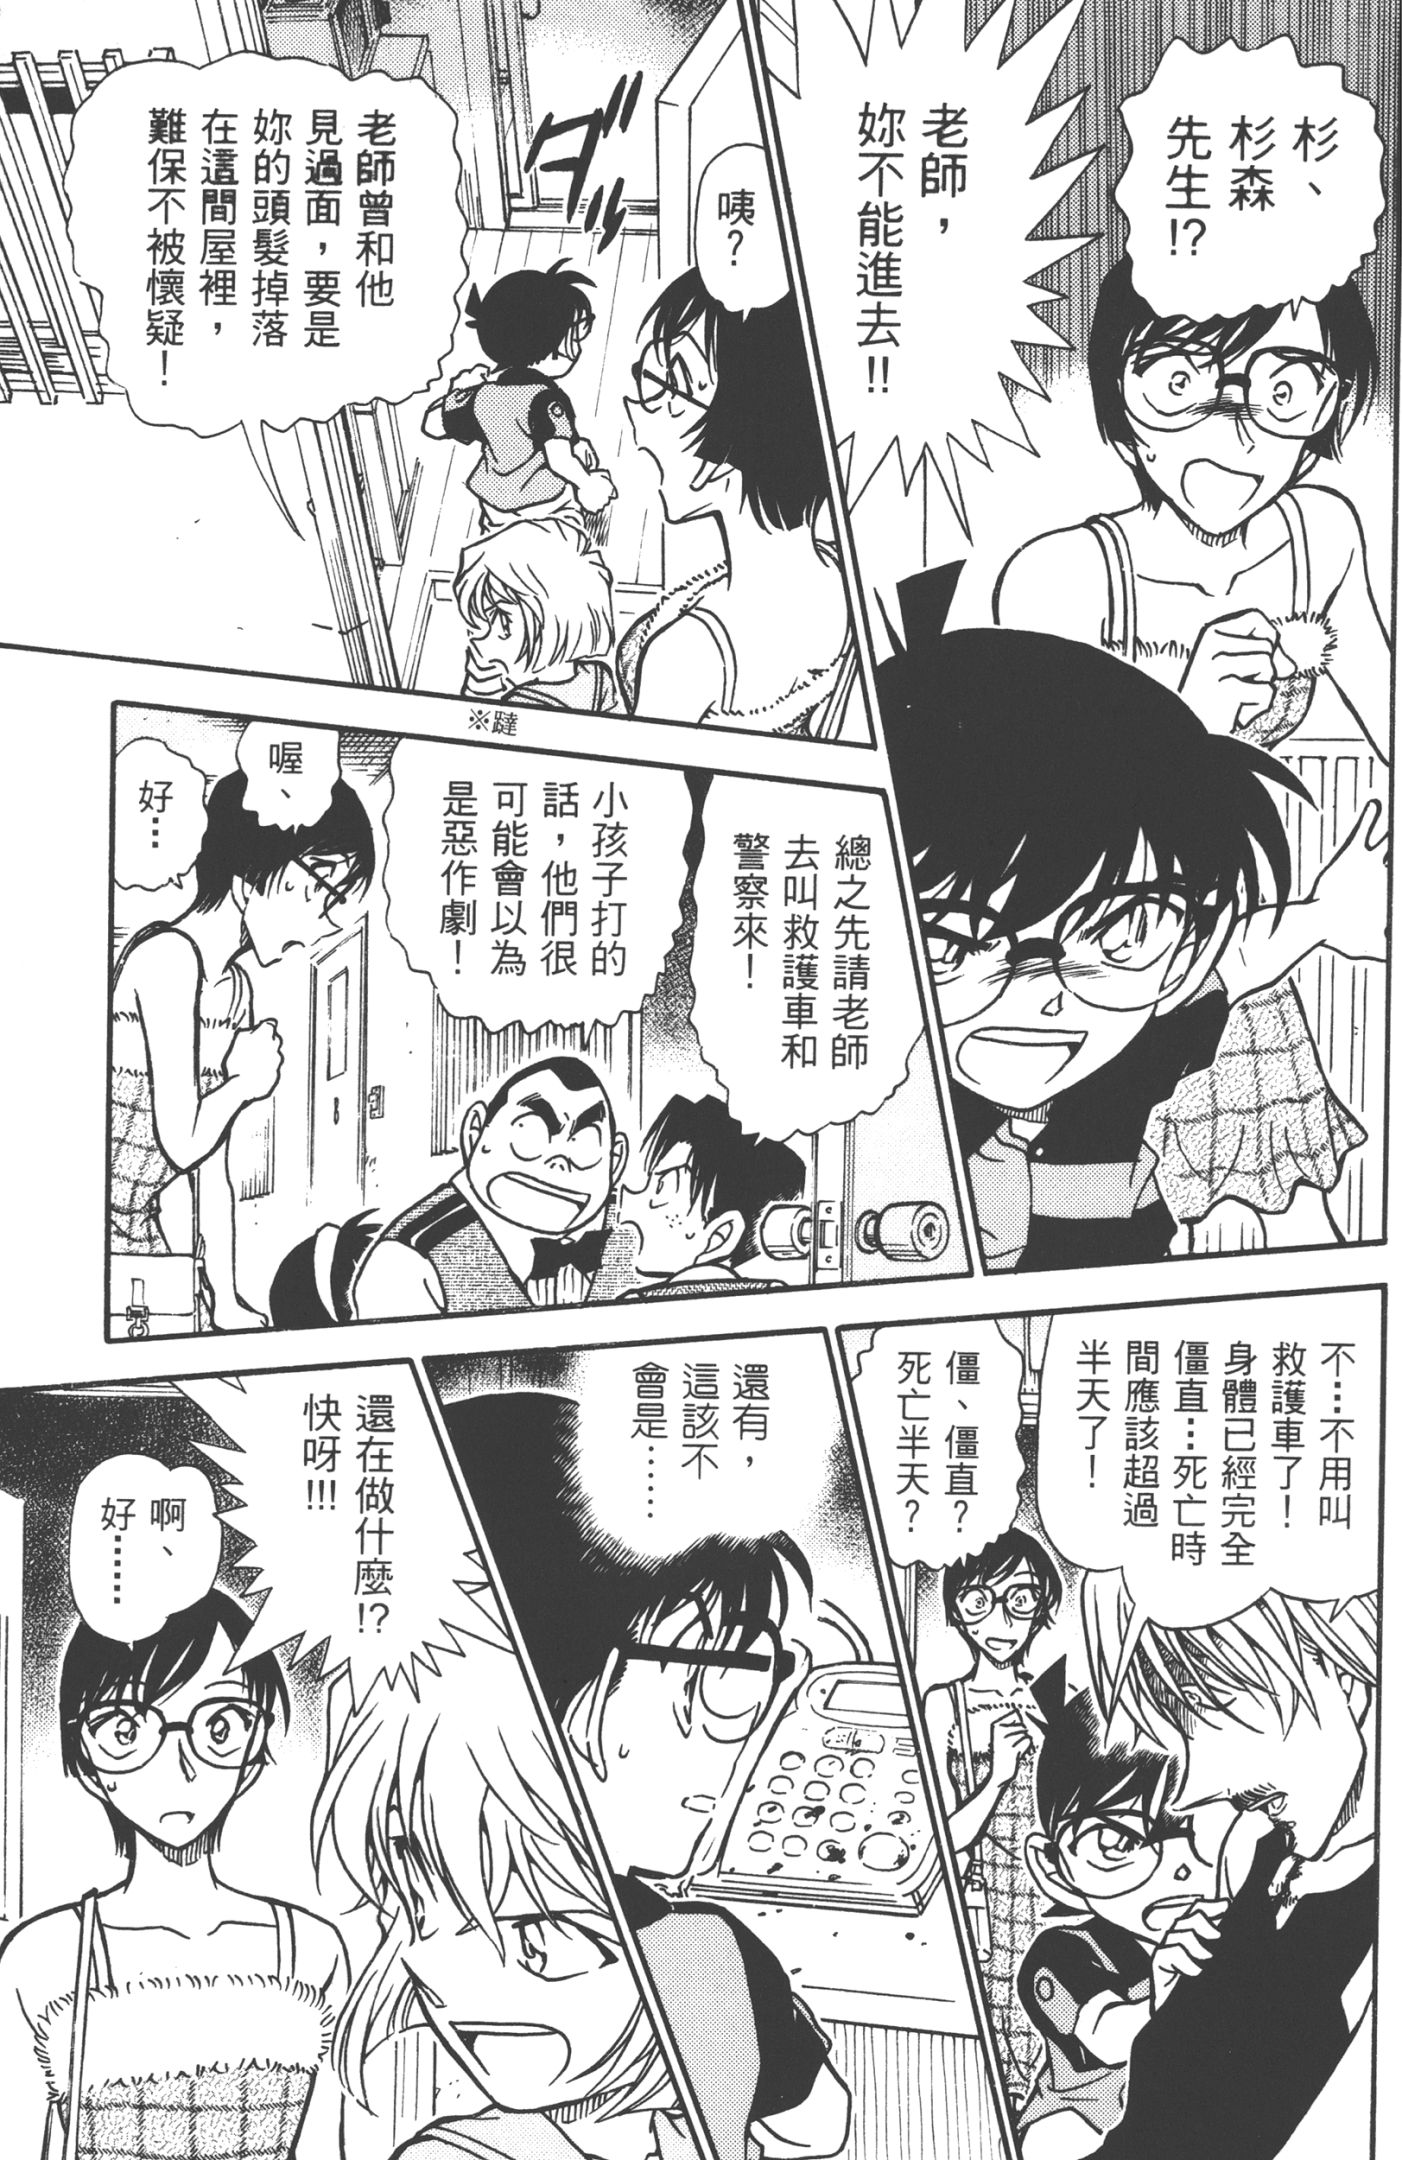 杉、
杉森
先生!?
老師，
妳不能進去!!
咦?
ダダ
老師曾和他
見過面，要是
妳的頭髮掉落
在這間屋裡，
難保不被懷疑！
※躂
總之先請老師
去叫救護車和
警察來！
小孩子打的
話，他們很
可能會以為
是惡作劇！
喔、
好…
不…不用叫
救護車了！
身體已經完全
僵直…死亡時
間應該超過
半天了！
僵、僵直?
死亡半天?
還有，
這該不
會是……
還在做什麼!?
快呀!!!
啊、
好……